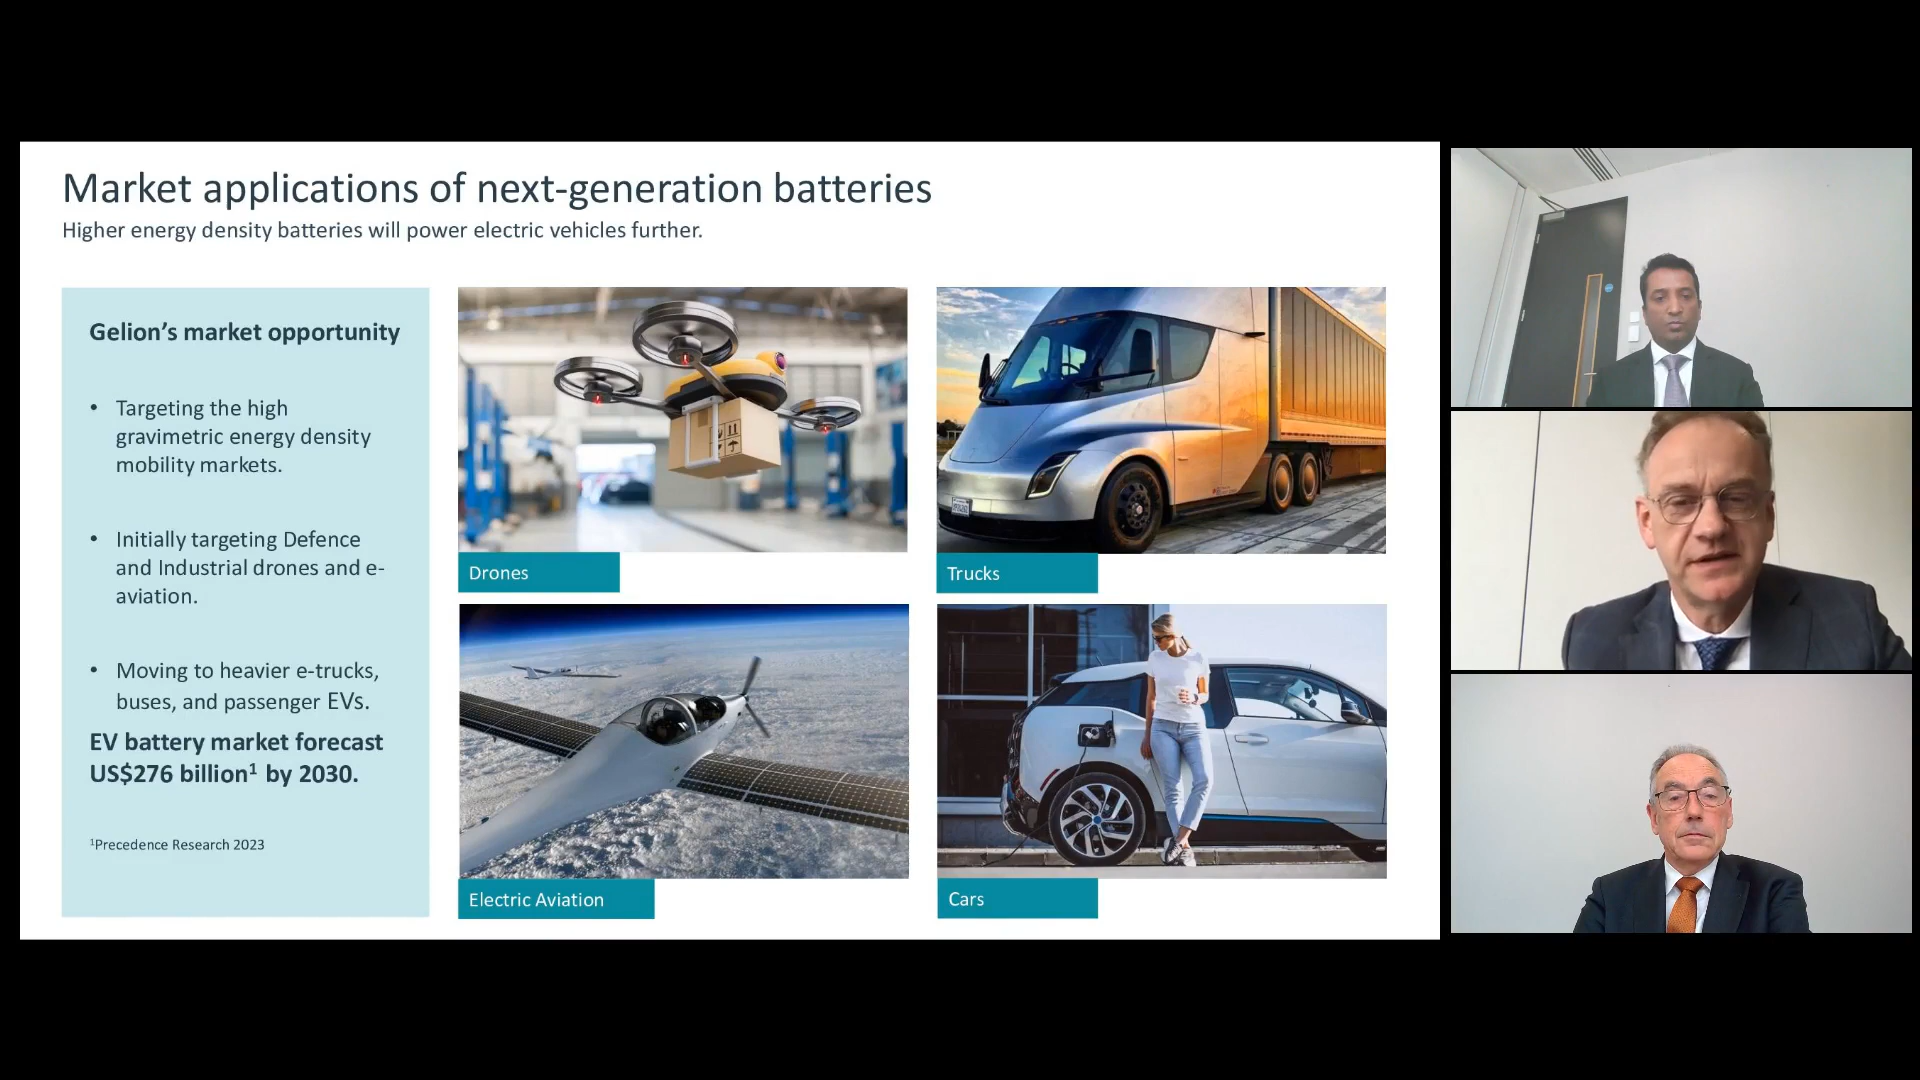 Market applications of next-generation batteries
Higher energy density batteries will power electric vehicles further.
Gelion’s market opportunity
• Targeting the high
gravimetric energy density
mobility markets.
• Initially targeting Defence
and Industrial drones and e-
aviation.
• Moving to heavier e-trucks,
buses, and passenger EVs.
EV battery market forecast
US$276 billion¹ by 2030.
¹Precedence Research 2023
Drones
Trucks
Electric Aviation
Cars